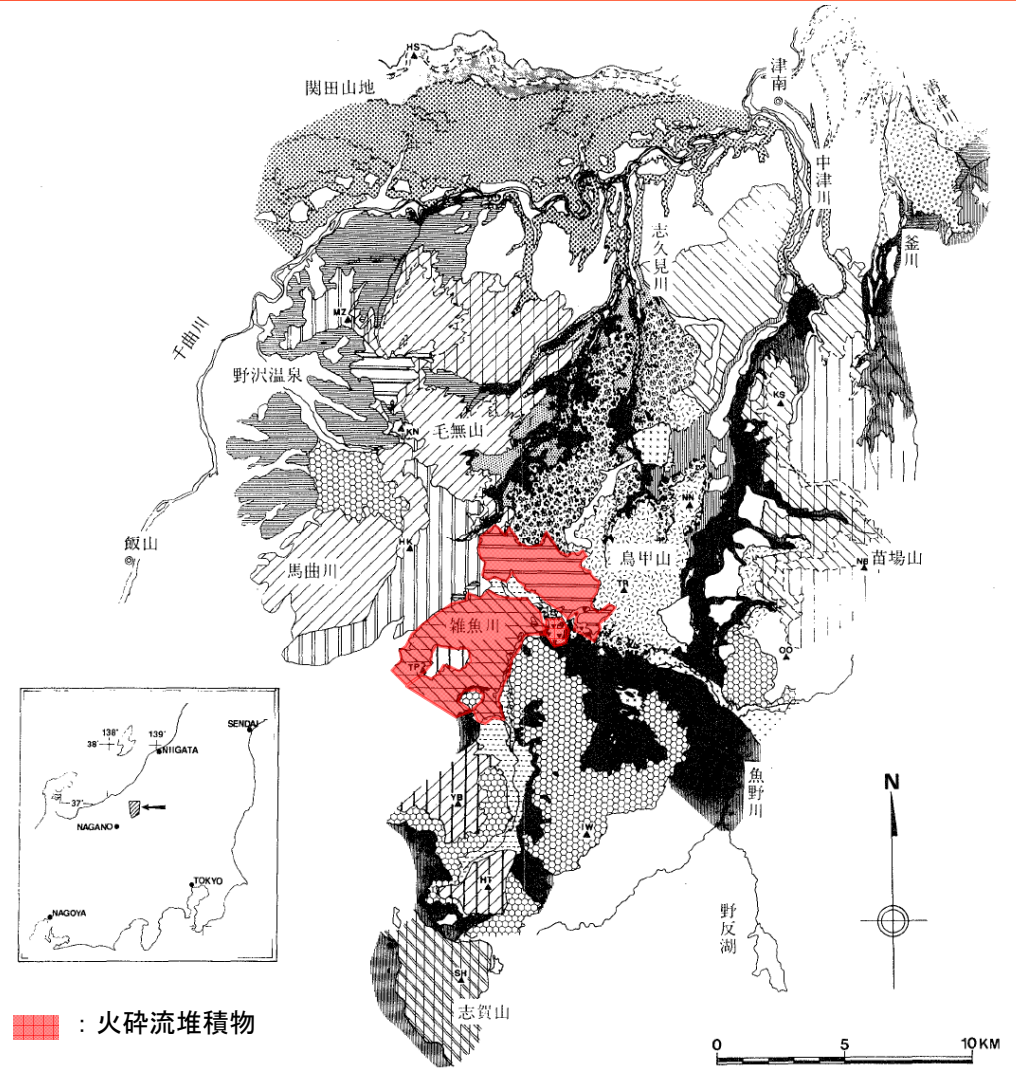 HS
関田山地
津南
清津川
中津川
志久見川
釜川
MZ
千曲川
野沢温泉
KS
毛無山
KN
飯山
HK
馬曲川
鳥甲山
TR
苗場山
NB
雑魚川
TP
OO
魚野川
YB
W
HT
野反湖
SH
志賀山
SENDAI
138°
139°
38°
NIIGATA
37°
NAGANO
TOKYO
NAGOYA
N
:火砕流堆積物
0
5
10 KM